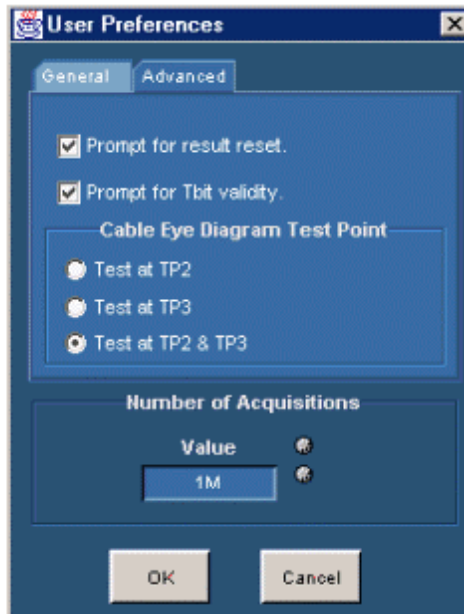 User Preferences
General Advanced
Prompt for result reset.
Prompt for Tbit validity.
Cable Eye Diagram Test Point
Test at TP2
Test at TP3
Test at TP2 & TP3
Number of Acquisitions
Value
1M
OK Cancel